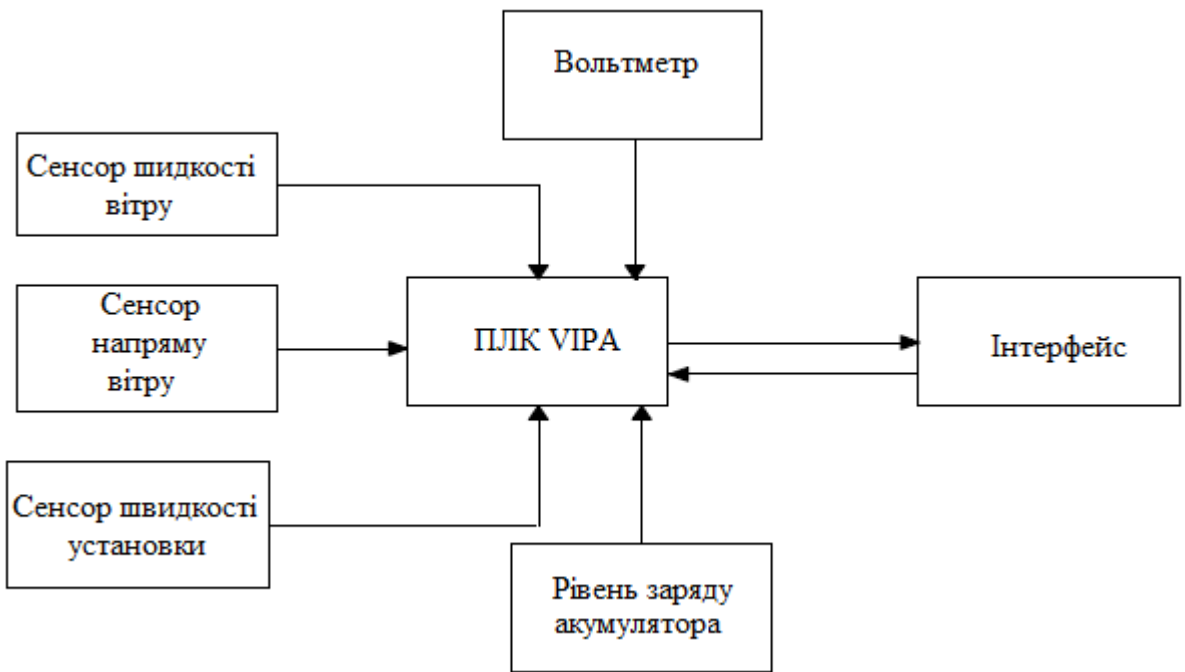 Вольтметр
Сенсор шидкості
вітру
Сенсор
напряму
вітру
ПЛК VIPA
Інтерфейс
Сенсор швидкості
установки
Рівень заряду
акумулятора